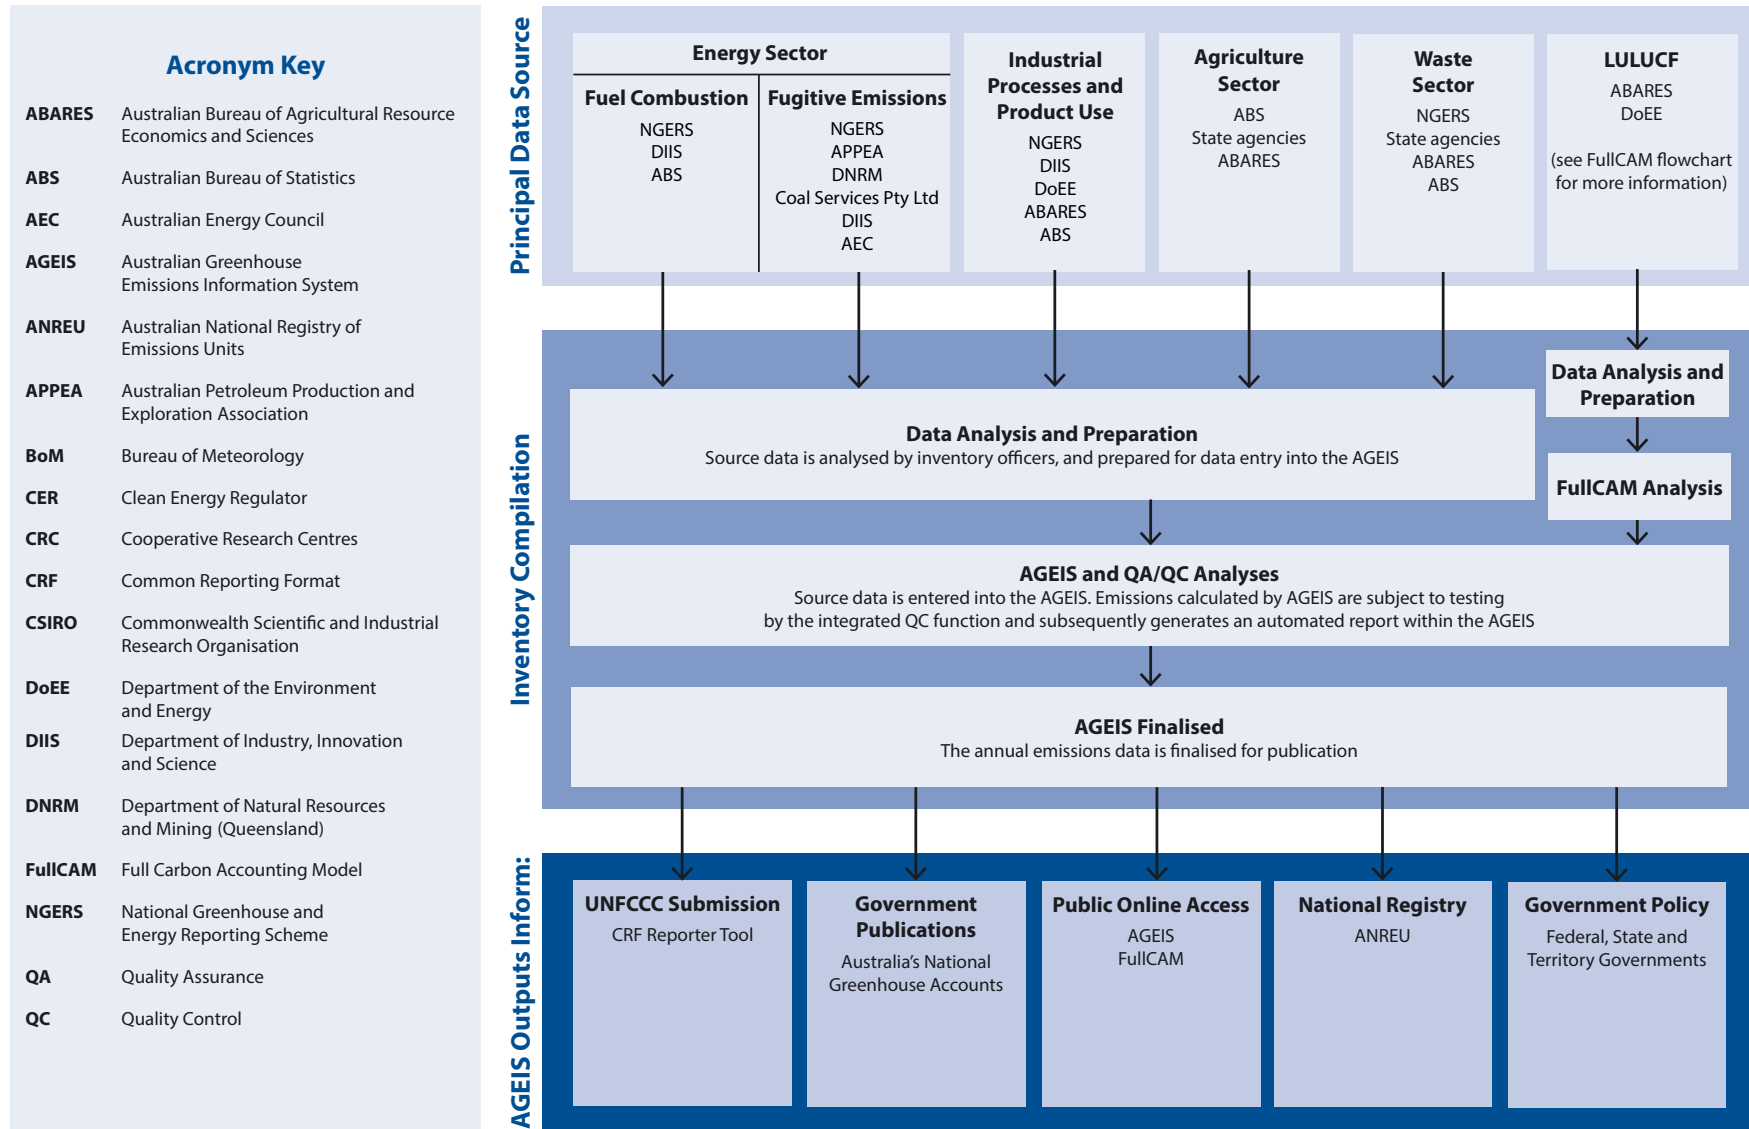 Acronym Key
ABARES Australian Bureau of Agricultural Resource
Economics and Sciences
ABS Australian Bureau of Statistics
AEC Australian Energy Council
AGEIS Australian Greenhouse
Emissions Information System
ANREU Australian National Registry of
Emissions Units
APPEA Australian Petroleum Production and
Exploration Association
BoM Bureau of Meteorology
CER Clean Energy Regulator
CRC Cooperative Research Centres
CRF Common Reporting Format
CSIRO Commonwealth Scientific and Industrial
Research Organisation
DoEE Department of the Environment
and Energy
DIIS Department of Industry, Innovation
and Science
DNRM Department of Natural Resources
and Mining (Queensland)
FullCAM Full Carbon Accounting Model
NGERS National Greenhouse and
Energy Reporting Scheme
QA Quality Assurance
QC Quality Control
Principal Data Source
Energy Sector
Fuel Combustion
NGERS
DIIS
ABS
Fugitive Emissions
NGERS
APPEA
DNRM
Coal Services Pty Ltd
DIIS
AEC
Industrial
Processes and
Product Use
NGERS
DIIS
DoEE
ABARES
ABS
Agriculture
Sector
ABS
State agencies
ABARES
Waste
Sector
NGERS
State agencies
ABARES
ABS
LULUCF
ABARES
DoEE
(see FullCAM flowchart
for more information)
Inventory Compilation
Data Analysis and Preparation
Source data is analysed by inventory officers, and prepared for data entry into the AGEIS
Data Analysis and
Preparation
FullCAM Analysis
AGEIS and QA/QC Analyses
Source data is entered into the AGEIS. Emissions calculated by AGEIS are subject to testing
by the integrated QC function and subsequently generates an automated report within the AGEIS
AGEIS Finalised
The annual emissions data is finalised for publication
AGEIS Outputs Inform:
UNFCCC Submission
CRF Reporter Tool
Government
Publications
Australia's National
Greenhouse Accounts
Public Online Access
AGEIS
FullCAM
National Registry
ANREU
Government Policy
Federal, State and
Territory Governments